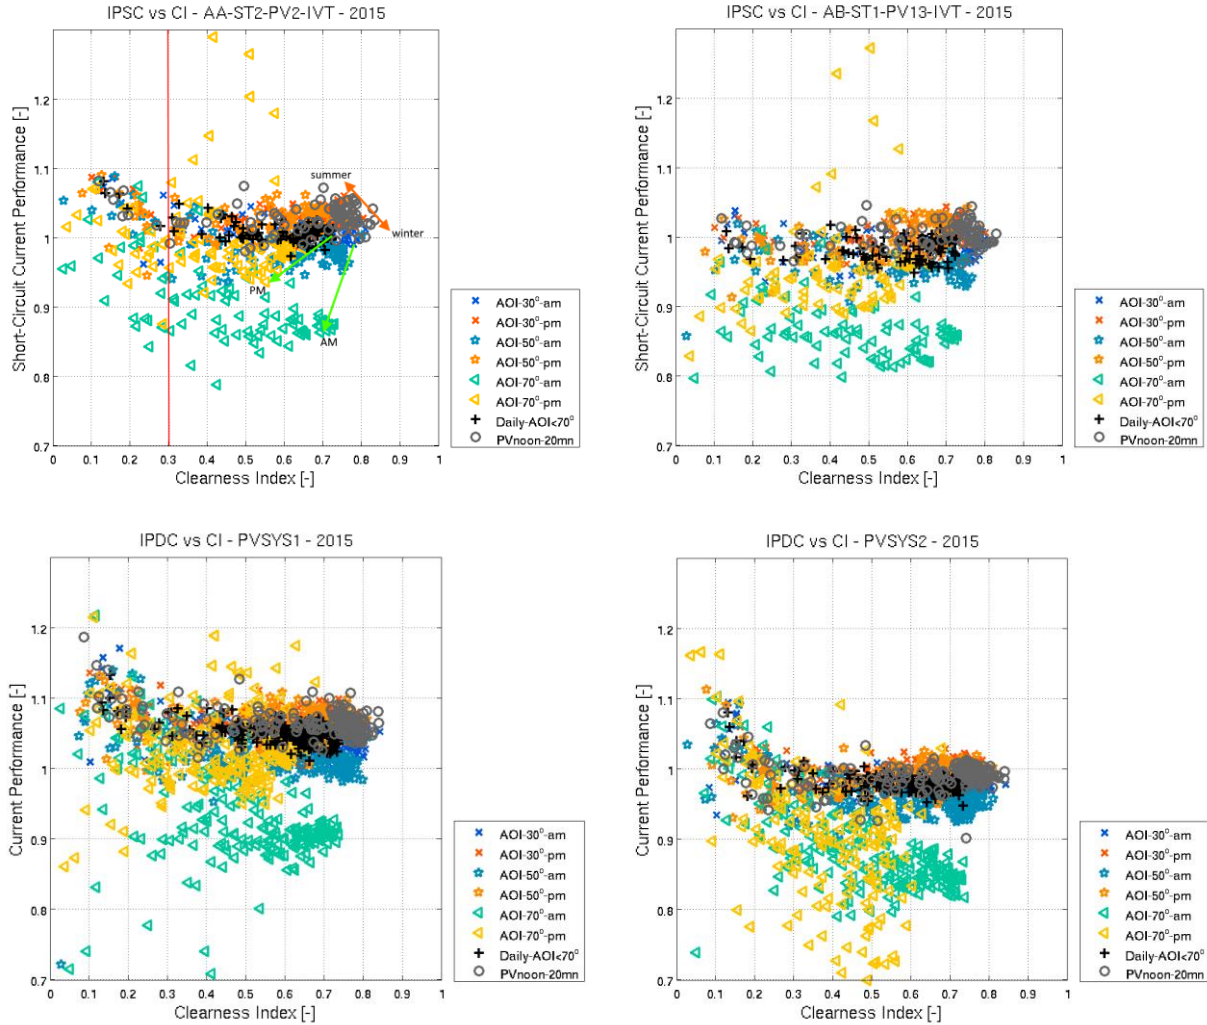 IPSC vs CI - AA-ST2-PV2-IVT - 2015
Short-Circuit Current Performance [-]
1.2
1.1
1
0.9
0.8
0.7
summer
winter
PM
AM
0 0.1 0.2 0.3 0.4 0.5 0.6 0.7 0.8 0.9 1
Clearness Index [-]
AOI-30°-am
AOI-30°-pm
AOI-50°-am
AOI-50°-pm
AOI-70°-am
AOI-70°-pm
Daily-AOI<70°
PVnoon-20mn
IPSC vs CI - AB-ST1-PV13-IVT - 2015
Short-Circuit Current Performance [-]
1.2
1.1
1
0.9
0.8
0.7
0 0.1 0.2 0.3 0.4 0.5 0.6 0.7 0.8 0.9 1
Clearness Index [-]
AOI-30°-am
AOI-30°-pm
AOI-50°-am
AOI-50°-pm
AOI-70°-am
AOI-70°-pm
Daily-AOI<70°
PVnoon-20mn
IPDC vs CI - PVSYS1 - 2015
Current Performance [-]
1.2
1.1
1
0.9
0.8
0.7
0 0.1 0.2 0.3 0.4 0.5 0.6 0.7 0.8 0.9 1
Clearness Index [-]
AOI-30°-am
AOI-30°-pm
AOI-50°-am
AOI-50°-pm
AOI-70°-am
AOI-70°-pm
Daily-AOI<70°
PVnoon-20mn
IPDC vs CI - PVSYS2 - 2015
Current Performance [-]
1.2
1.1
1
0.9
0.8
0.7
0 0.1 0.2 0.3 0.4 0.5 0.6 0.7 0.8 0.9 1
Clearness Index [-]
AOI-30°-am
AOI-30°-pm
AOI-50°-am
AOI-50°-pm
AOI-70°-am
AOI-70°-pm
Daily-AOI<70°
PVnoon-20mn